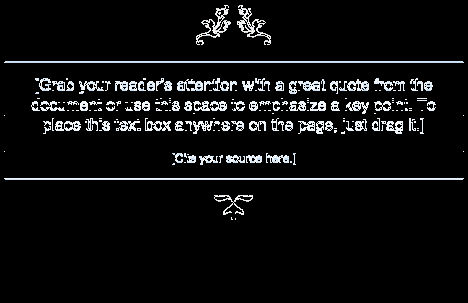 [Grab your reader's attention with a great quote from the
document or use this space to emphasize a key point. To
place this text box anywhere on the page, just drag it.]
[Cite your source here.]